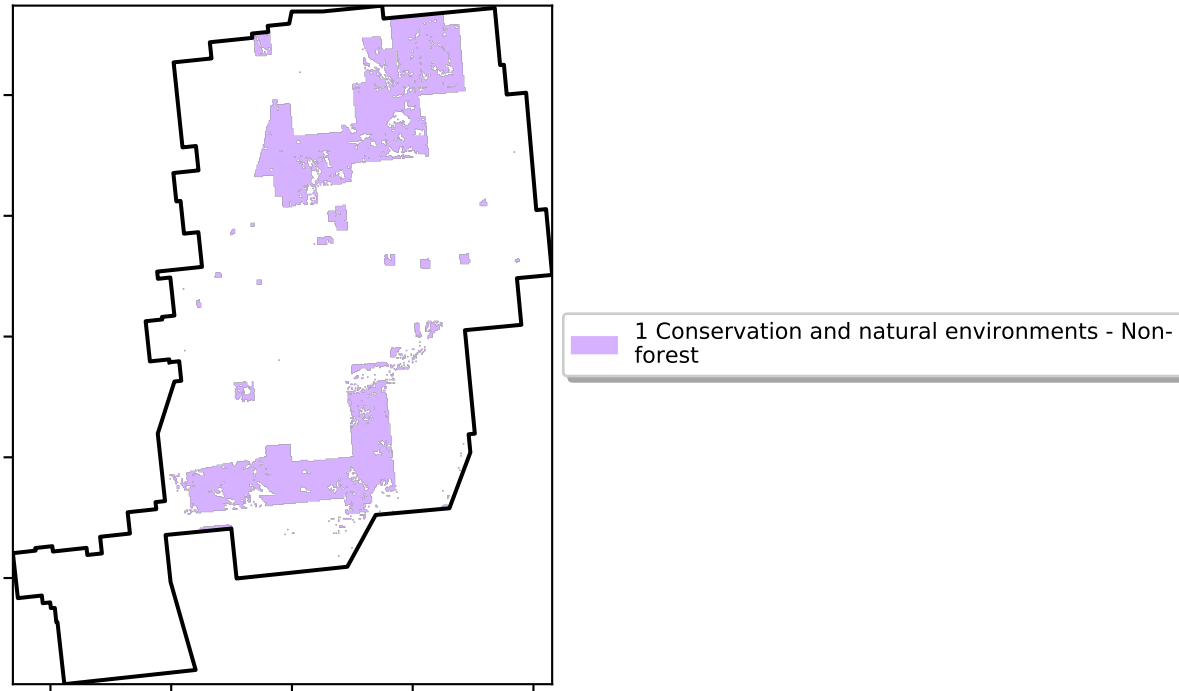 1 Conservation and natural environments - Non-
forest